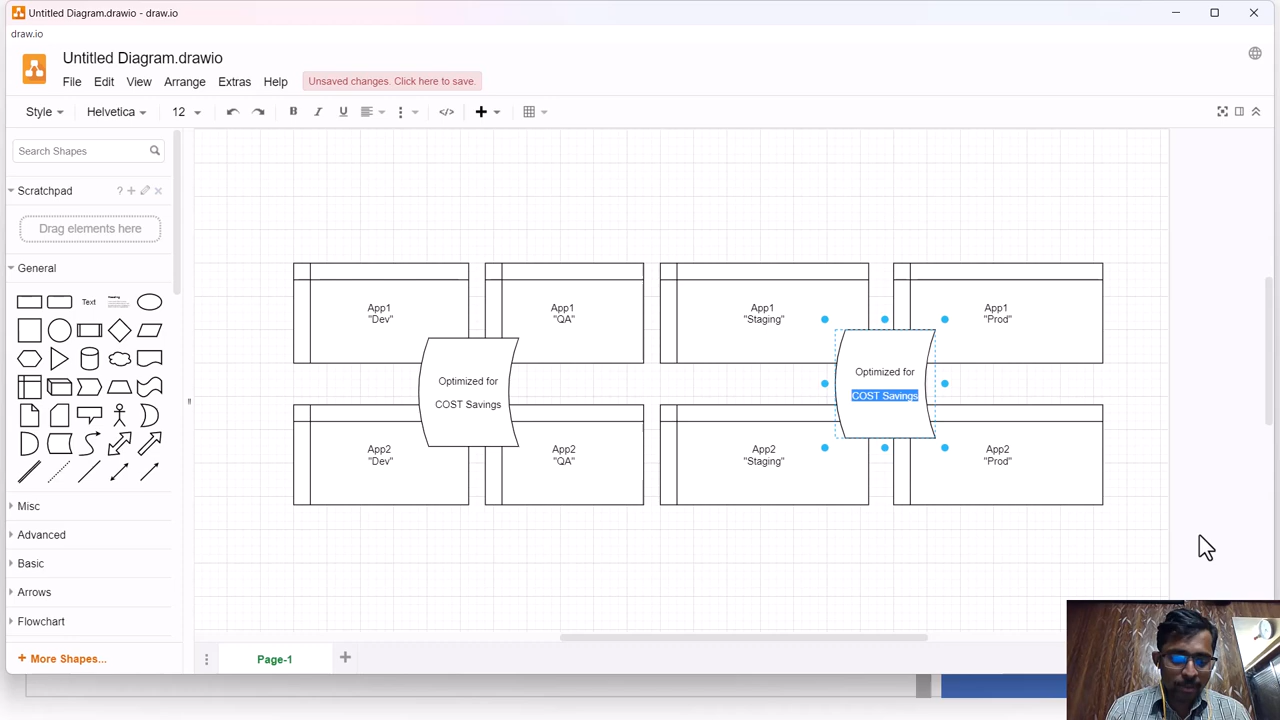 Untitled Diagram.drawio - draw.io
draw.io
Untitled Diagram.drawio
File Edit View Arrange Extras Help Unsaved changes. Click here to save.
Style Helvetica 12 B I U </>
Search Shapes
Scratchpad ?
Drag elements here
General
Text Heading
Misc
Advanced
Basic
Arrows
Flowchart
+ More Shapes...
App1
"Dev"
App1
"QA"
App1
"Staging"
App1
"Prod"
Optimized for
COST Savings
Optimized for
COST Savings
App2
"Dev"
App2
"QA"
App2
"Staging"
App2
"Prod"
Page-1